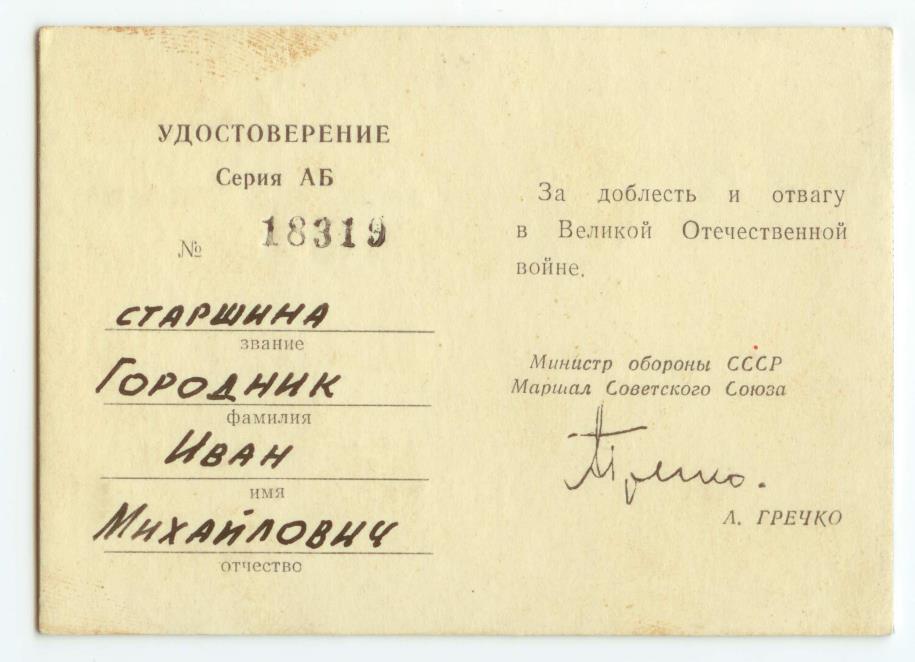 УДОСТОВЕРЕНИЕ
Серия АБ
№ 18319
СТАРШИНА
звание
ГОРОДНИК
фамилия
ИВАН
имя
МИХАЙЛОВИЧ
отчество
За доблесть и отвагу
в Великой Отечественной
войне.
Министр обороны СССР
Маршал Советского Союза
А Гречко.
А. ГРЕЧКО